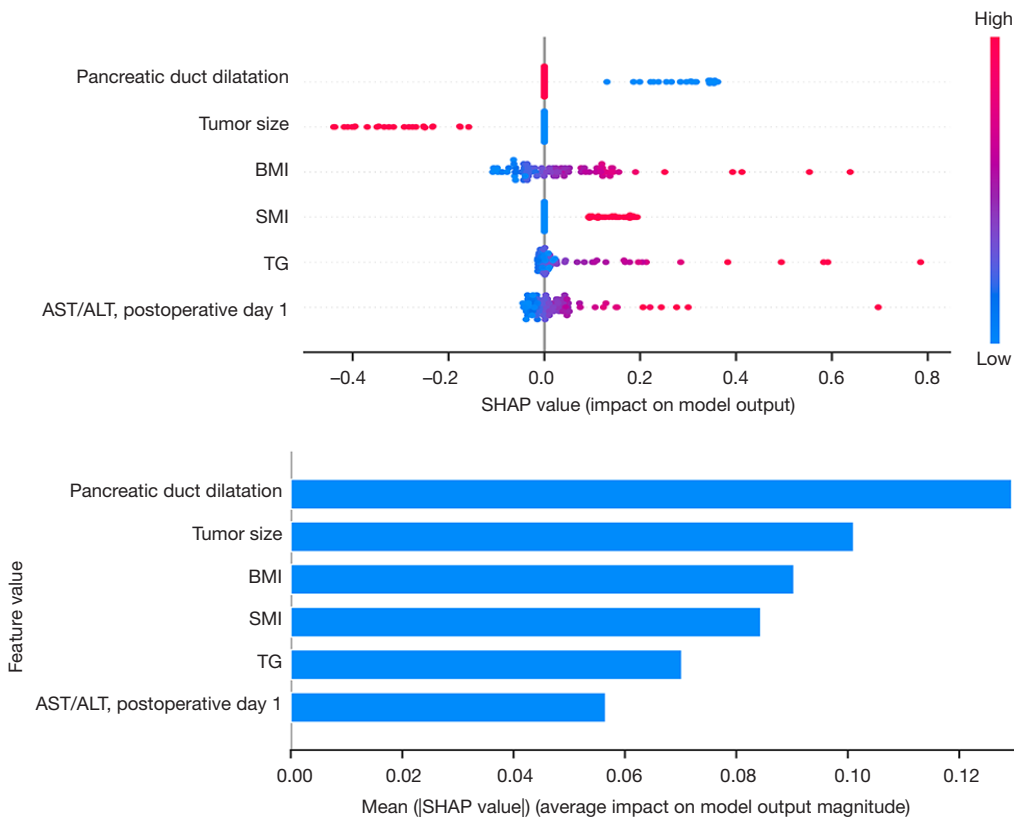 High
Pancreatic duct dilatation
Tumor size
BMI
SMI
TG
AST/ALT, postoperative day 1
Low
−0.4 −0.2 0.0 0.2 0.4 0.6 0.8
SHAP value (impact on model output)
Feature value
Pancreatic duct dilatation
Tumor size
BMI
SMI
TG
AST/ALT, postoperative day 1
0.00 0.02 0.04 0.06 0.08 0.10 0.12
Mean (|SHAP value|) (average impact on model output magnitude)